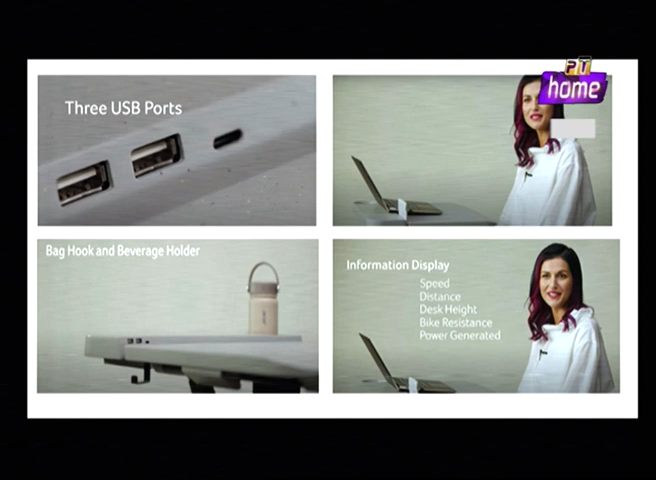 Three USB Ports
PT
home
Bag Hook and Beverage Holder
Information Display
Speed
Distance
Desk Height
Bike Resistance
Power Generated